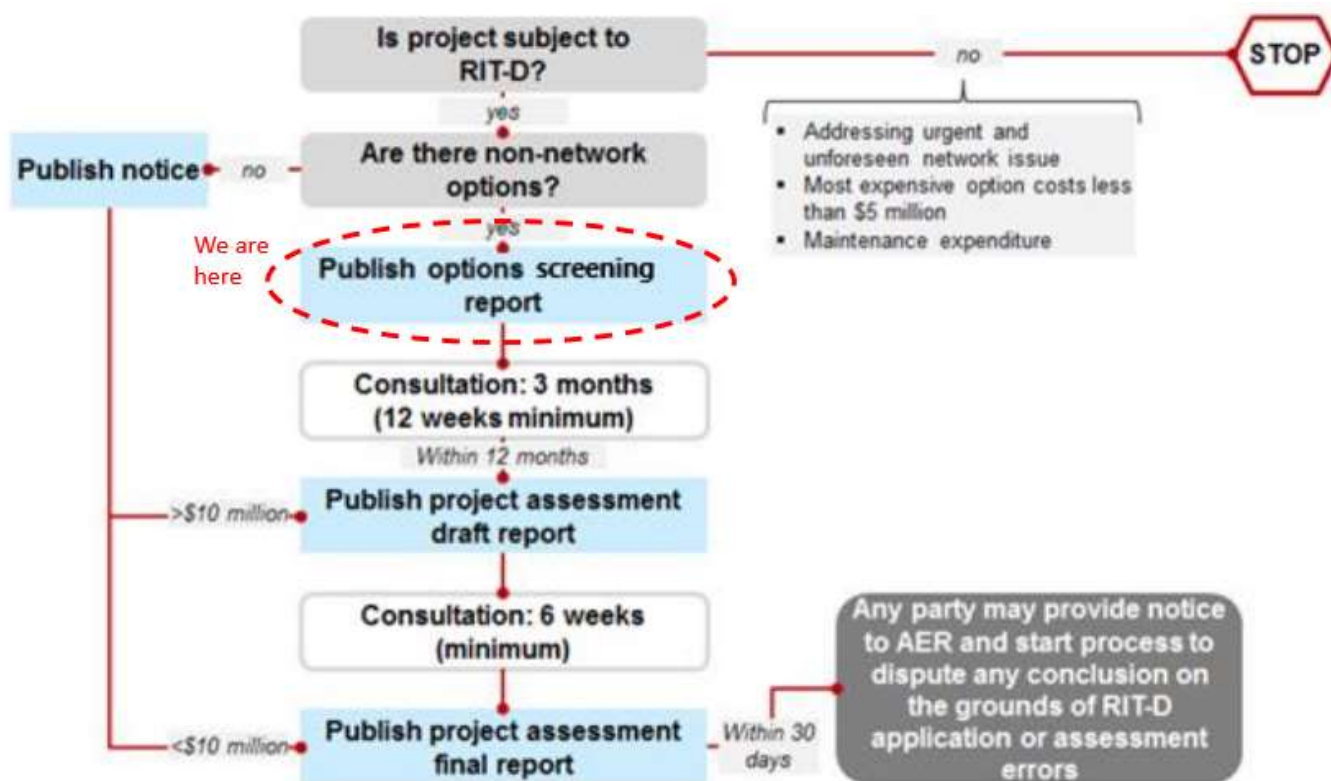 Is project subject to
RIT-D?
no
STOP
yes
Addressing urgent and
unforeseen network issue
Most expensive option costs less
than $5 million
Maintenance expenditure
Publish notice
no
Are there non-network
options?
yes
We are
here
Publish options screening
report
Consultation: 3 months
(12 weeks minimum)
Within 12 months
>$10 million
Publish project assessment
draft report
Consultation: 6 weeks
(minimum)
<$10 million
Publish project assessment
final report
Within 30
days
Any party may provide notice
to AER and start process to
dispute any conclusion on
the grounds of RIT-D
application or assessment
errors